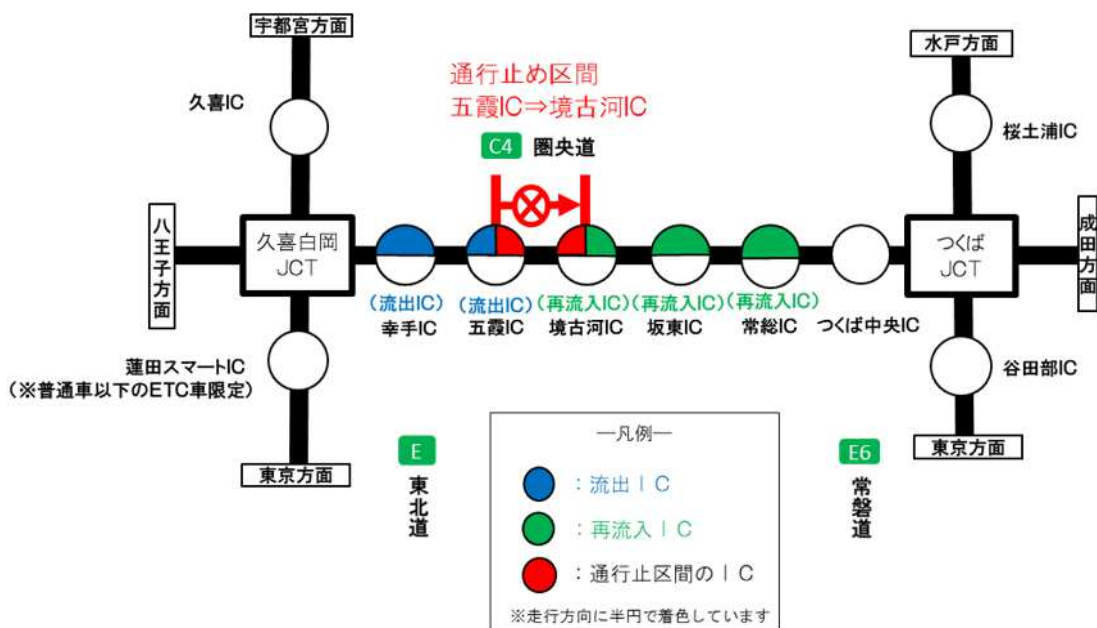 宇都宮方面
水戸方面
通行止め区間
五霞IC⇒境古河IC
久喜IC
桜土浦IC
C4 圏央道
八王子方面
久喜白岡
JCT
つくば
JCT
成田方面
(流出IC)
幸手IC
(流出IC)
五霞IC
(再流入IC)
境古河IC
(再流入IC)
坂東IC
(再流入IC)
常総IC
つくば中央IC
蓮田スマートIC
(※普通車以下のETC車限定)
谷田部IC
東京方面
東京方面
E
東北道
E6
常磐道
―凡例―
：流出ＩＣ
：再流入ＩＣ
：通行止区間のＩＣ
※走行方向に半円で着色しています